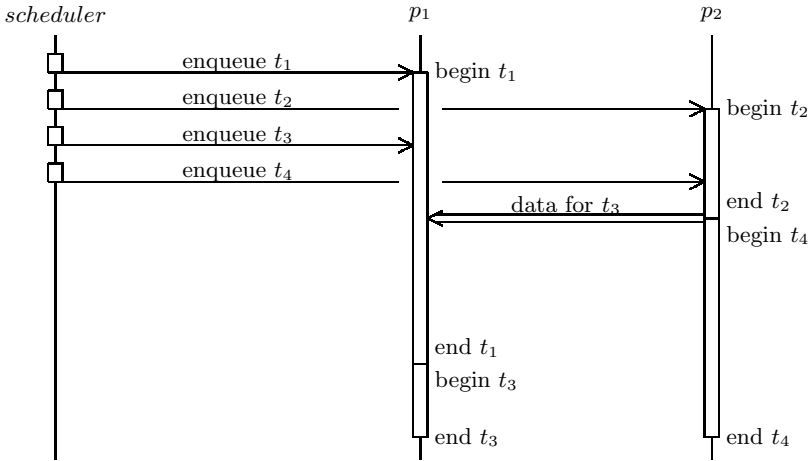 scheduler p₁ p₂
enqueue t₁
begin t₁
enqueue t₂
begin t₂
enqueue t₃
enqueue t₄
end t₂
data for t₃
begin t₄
end t₁
begin t₃
end t₃
end t₄